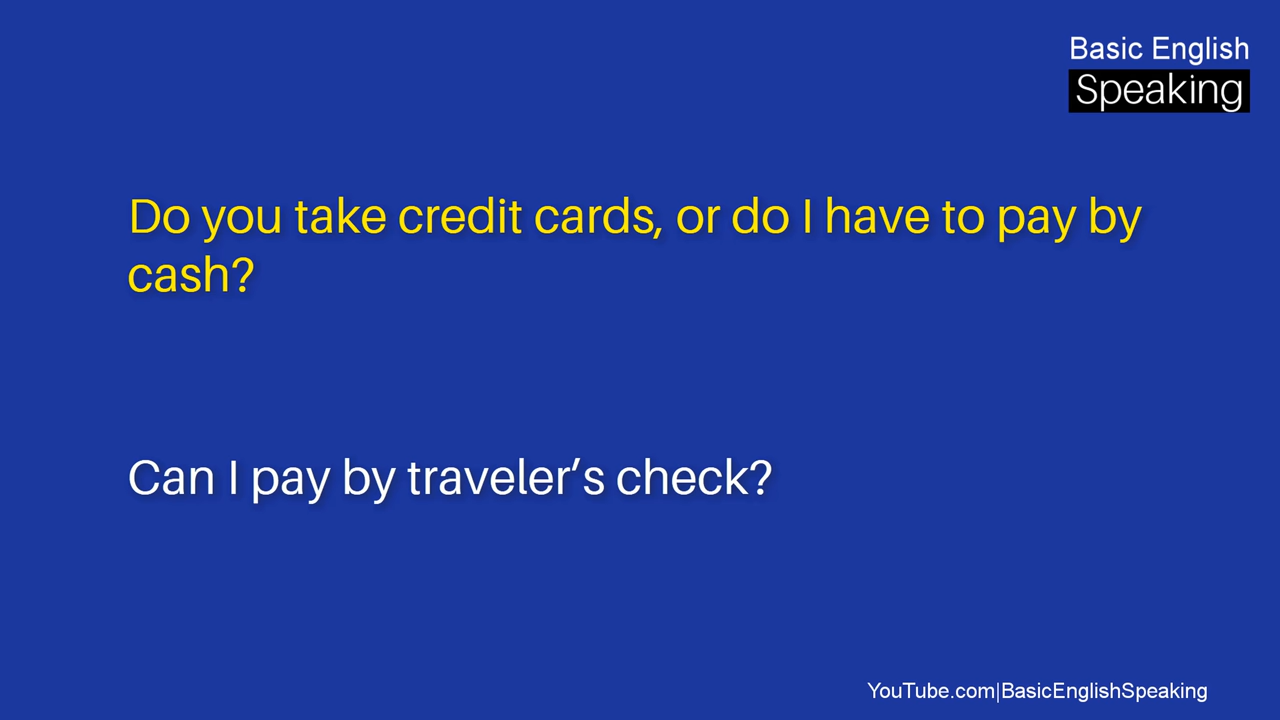 Basic English
Speaking
Do you take credit cards, or do I have to pay by
cash?
Can I pay by traveler’s check?
YouTube.com|BasicEnglishSpeaking